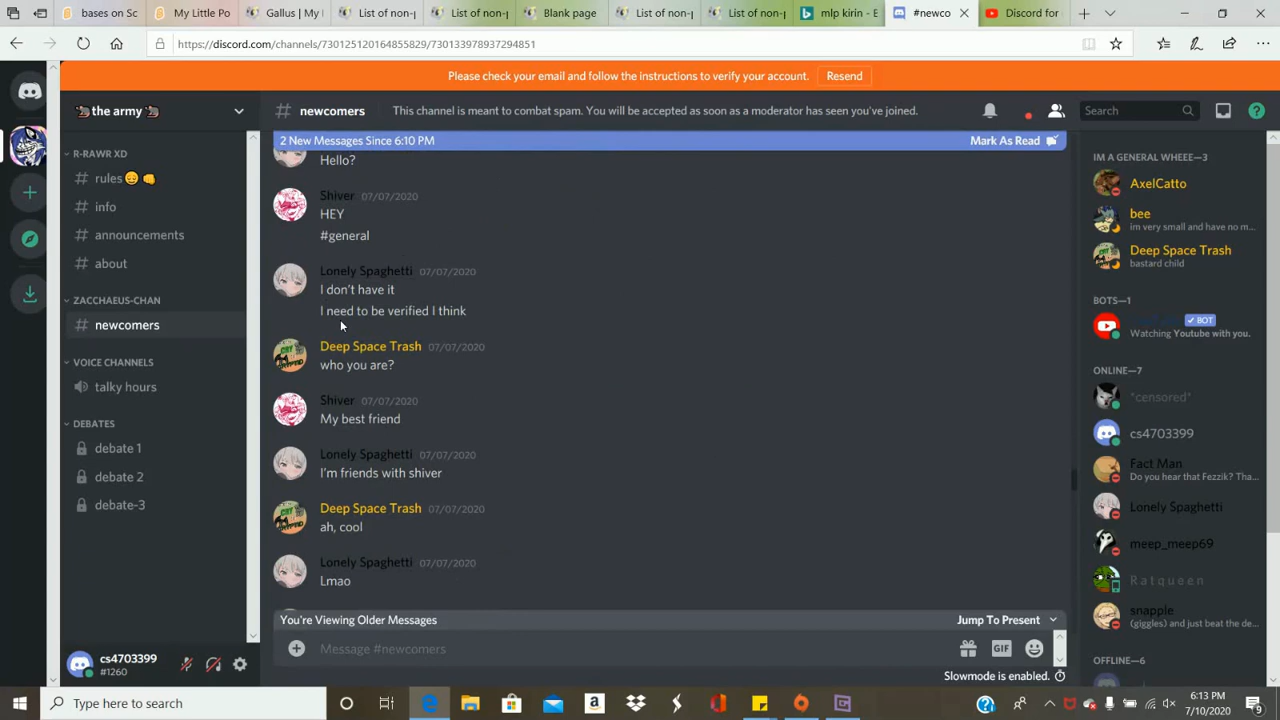 bases on Sc
My Little Po
Gallus | My l
List of non-p
List of non-p
Blank page
List of non-p
List of non-p
mlp kirin - B
#newco
Discord for
https://discord.com/channels/730125120164855829/730133978937294851
Please check your email and follow the instructions to verify your account.
Resend
the army
# newcomers
This channel is meant to combat spam. You will be accepted as soon as a moderator has seen you've joined.
Search
2 New Messages Since 6:10 PM
Mark As Read
R-RAWR XD
# rules
# info
# announcements
# about
ZACCHAEUS-CHAN
# newcomers
VOICE CHANNELS
talky hours
DEBATES
debate 1
debate 2
debate-3
cs4703399
#1260
Hello?
Shiver 07/07/2020
HEY
#general
Lonely Spaghetti 07/07/2020
I don't have it
I need to be verified I think
Deep Space Trash 07/07/2020
who you are?
Shiver 07/07/2020
My best friend
Lonely Spaghetti 07/07/2020
I'm friends with shiver
Deep Space Trash 07/07/2020
ah, cool
Lonely Spaghetti 07/07/2020
Lmao
You're Viewing Older Messages
Jump To Present
Message #newcomers
GIF
Slowmode is enabled.
IM A GENERAL WHEEE—3
AxelCatto
bee
im very small and have no m...
Deep Space Trash
bastard child
BOTS—1
BOT
Watching Youtube with you.
ONLINE—7
*censored*
cs4703399
Fact Man
Do you hear that Fezzik? Tha...
Lonely Spaghetti
meep_meep69
Ratqueen
snapple
(giggles) and just beat the de...
OFFLINE—6
Type here to search
6:13 PM
7/10/2020